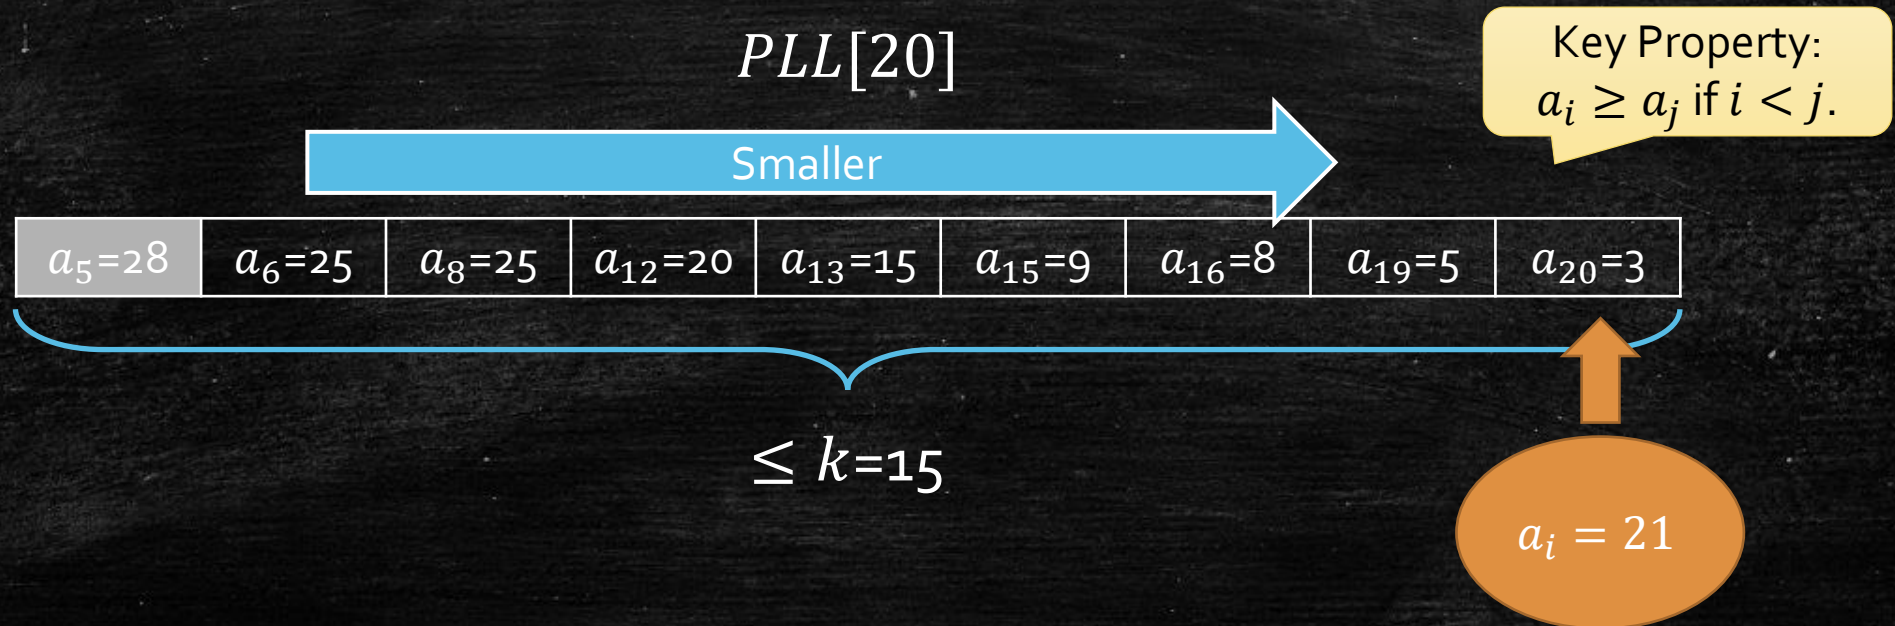 PLL[20]
Key Property:
aᵢ ≥ aⱼ if i < j.
Smaller
a₅=28 a₆=25 a₈=25 a₁₂=20 a₁₃=15 a₁₅=9 a₁₆=8 a₁₉=5 a₂₀=3
≤ k=15
aᵢ = 21